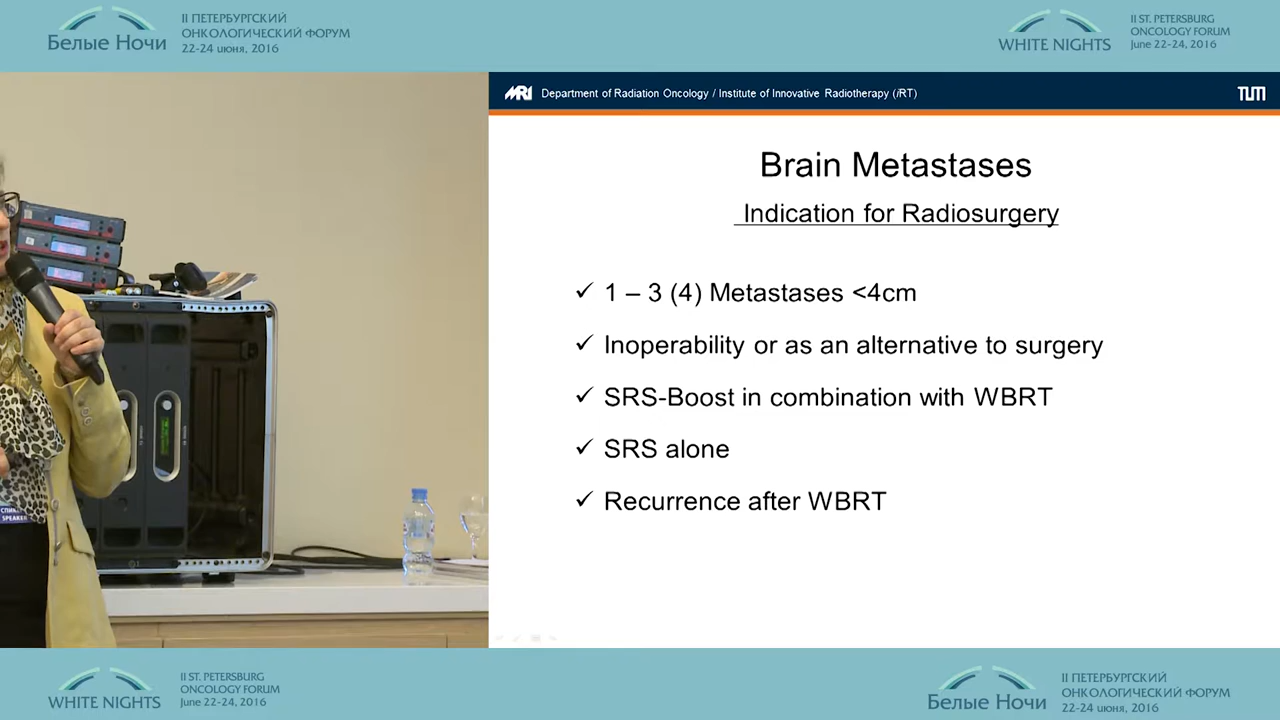 Белые Ночи
II ПЕТЕРБУРГСКИЙ
ОНКОЛОГИЧЕСКИЙ ФОРУМ
22-24 июня, 2016
WHITE NIGHTS
II ST. PETERSBURG
ONCOLOGY FORUM
June 22-24, 2016
MRI
Department of Radiation Oncology / Institute of Innovative Radiotherapy (iRT)
TUM
Brain Metastases
Indication for Radiosurgery
✓ 1 – 3 (4) Metastases <4cm
✓ Inoperability or as an alternative to surgery
✓ SRS-Boost in combination with WBRT
✓ SRS alone
✓ Recurrence after WBRT
SPEAKER
WHITE NIGHTS
II ST. PETERSBURG
ONCOLOGY FORUM
June 22-24, 2016
Белые Ночи
II ПЕТЕРБУРГСКИЙ
ОНКОЛОГИЧЕСКИЙ ФОРУМ
22-24 июня, 2016